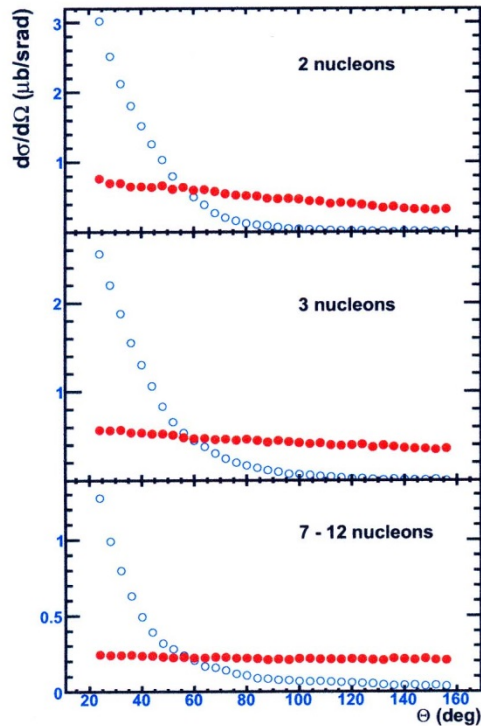 dσ/dΩ (μb/srad)
3
2
1
2 nucleons
2
1
3 nucleons
1
0.5
0
7 - 12 nucleons
20 40 60 80 100 120 140 160
Θ (deg)